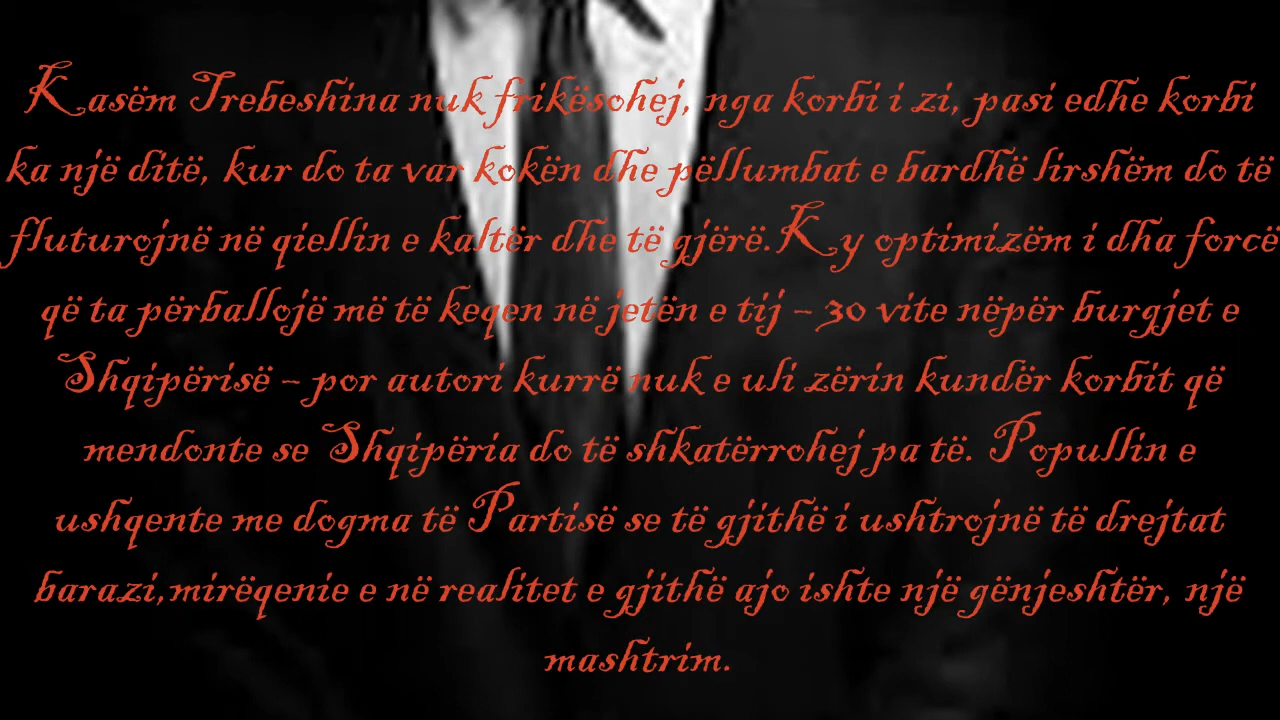 Kasëm Trebeshina nuk frikësohej, nga korbi i zi, pasi edhe korbi
ka një ditë, kur do ta var kokën dhe pëllumbat e bardhë lirshëm do të
fluturojnë në qiellin e kaltër dhe të gjërë.Ky optimizëm i dha forcë
që ta përballojë më të keqen në jetën e tij – 30 vite nëpër burgjet e
Shqipërisë – por autori kurrë nuk e uli zërin kundër korbit që
mendonte se Shqipëria do të shkatërrohej pa të. Popullin e
ushqente me dogma të Partisë se të gjithë i ushtrojnë të drejtat
barazi,mirëqenie e në realitet e gjithë ajo ishte një gënjeshtër, një
mashtrim.